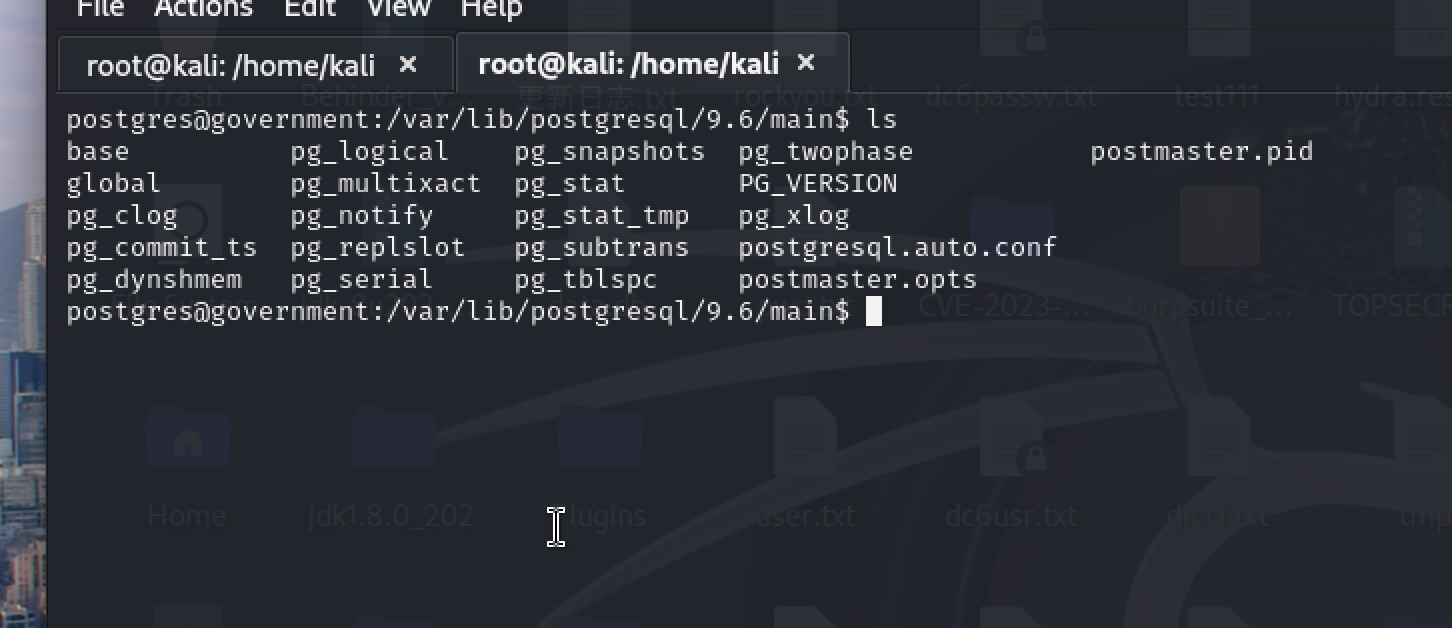 File Actions Edit View Help
root@kali: /home/kali × root@kali: /home/kali ×
Trash Behinder_v... 更新日志.txt rockyou.txt dc6passw.txt test111 hydra.res
postgres@government:/var/lib/postgresql/9.6/main$ ls
base pg_logical pg_snapshots pg_twophase postmaster.pid
global pg_multixact pg_stat PG_VERSION
pg_clog pg_notify pg_stat_tmp pg_xlog
pg_commit_ts pg_replslot pg_subtrans postgresql.auto.conf
pg_dynshmem pg_serial pg_tblspc postmaster.opts
CVE-2023-... burpsuite_... TOPSECR
postgres@government:/var/lib/postgresql/9.6/main$
Home jdk1.8.0_202 lugins user.txt dc6usr.txt dict1.txt tmp